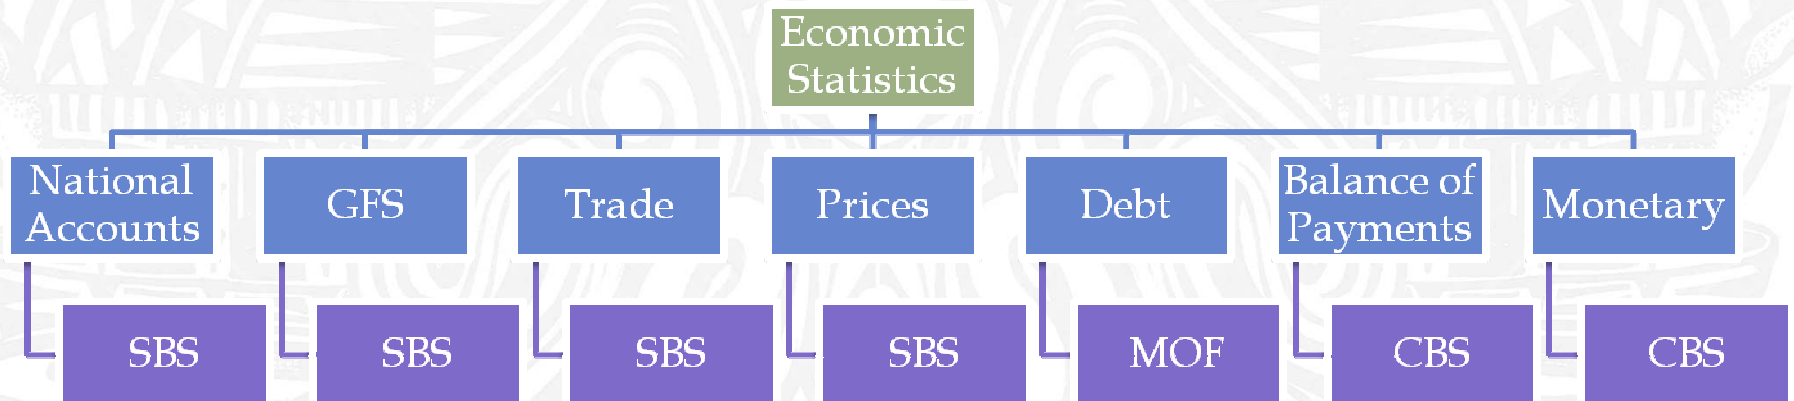 Economic
Statistics
National
Accounts
GFS
Trade
Prices
Debt
Balance of
Payments
Monetary
SBS
SBS
SBS
SBS
MOF
CBS
CBS